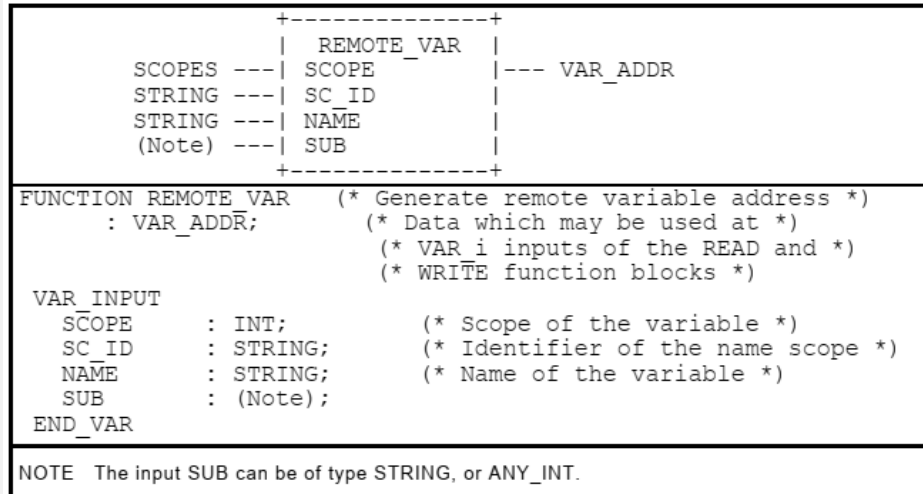 +--------------+
| REMOTE_VAR |
SCOPES ---| SCOPE |--- VAR_ADDR
STRING ---| SC_ID |
STRING ---| NAME |
(Note) ---| SUB |
+--------------+
FUNCTION REMOTE_VAR (* Generate remote variable address *)
: VAR_ADDR; (* Data which may be used at *)
(* VAR_i inputs of the READ and *)
(* WRITE function blocks *)
VAR_INPUT
SCOPE : INT; (* Scope of the variable *)
SC_ID : STRING; (* Identifier of the name scope *)
NAME : STRING; (* Name of the variable *)
SUB : (Note);
END_VAR
NOTE The input SUB can be of type STRING, or ANY_INT.